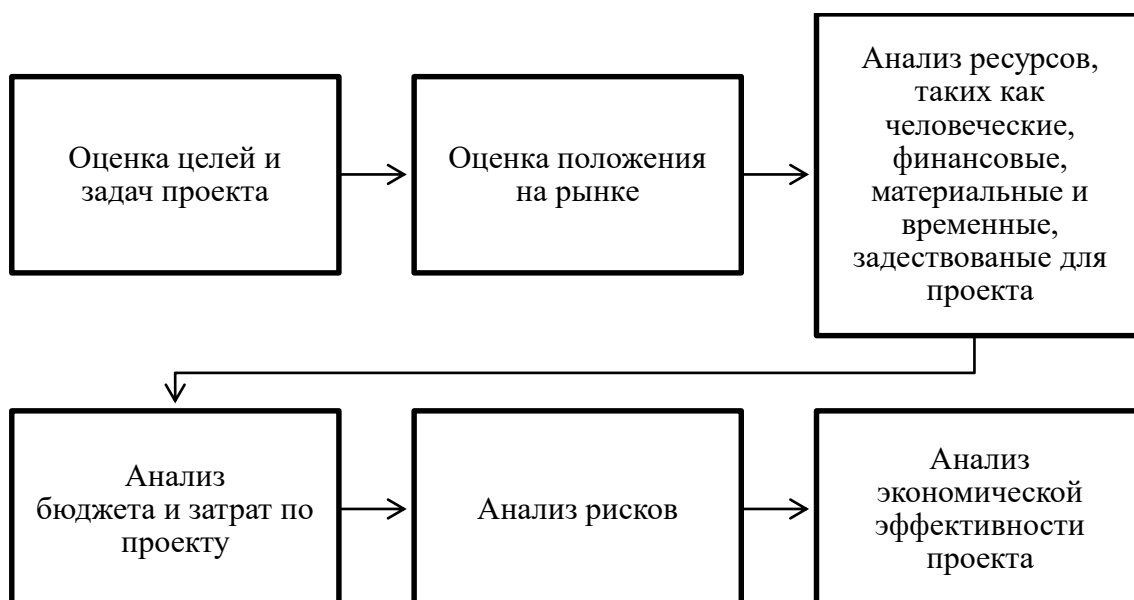 Оценка целей и
задач проекта
Оценка положения
на рынке
Анализ ресурсов,
таких как
человеческие,
финансовые,
материальные и
временные,
задествованые для
проекта
Анализ
бюджета и затрат по
проекту
Анализ рисков
Анализ
экономической
эффективности
проекта